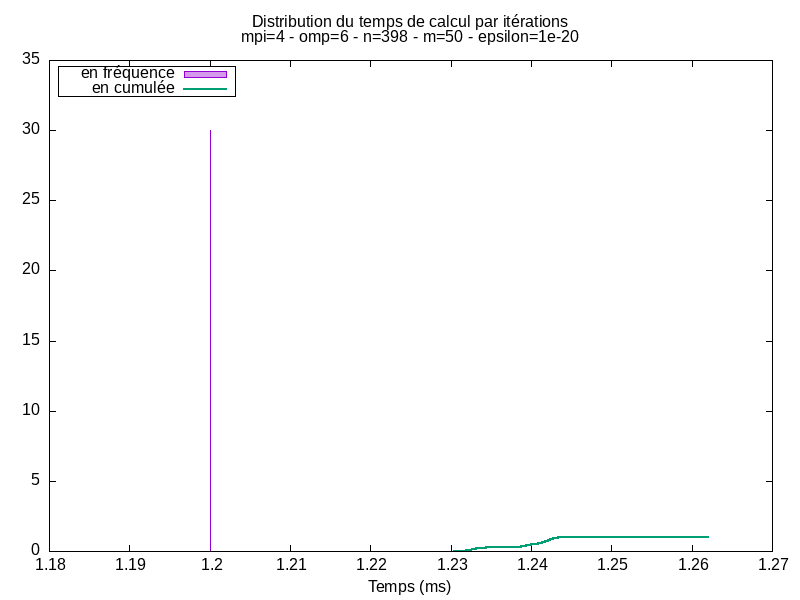 Distribution du temps de calcul par itérations
mpi=4 - omp=6 - n=398 - m=50 - epsilon=1e-20
35
en fréquence
en cumulée
30
25
20
15
10
5
0
1.18 1.19 1.2 1.21 1.22 1.23 1.24 1.25 1.26 1.27
Temps (ms)